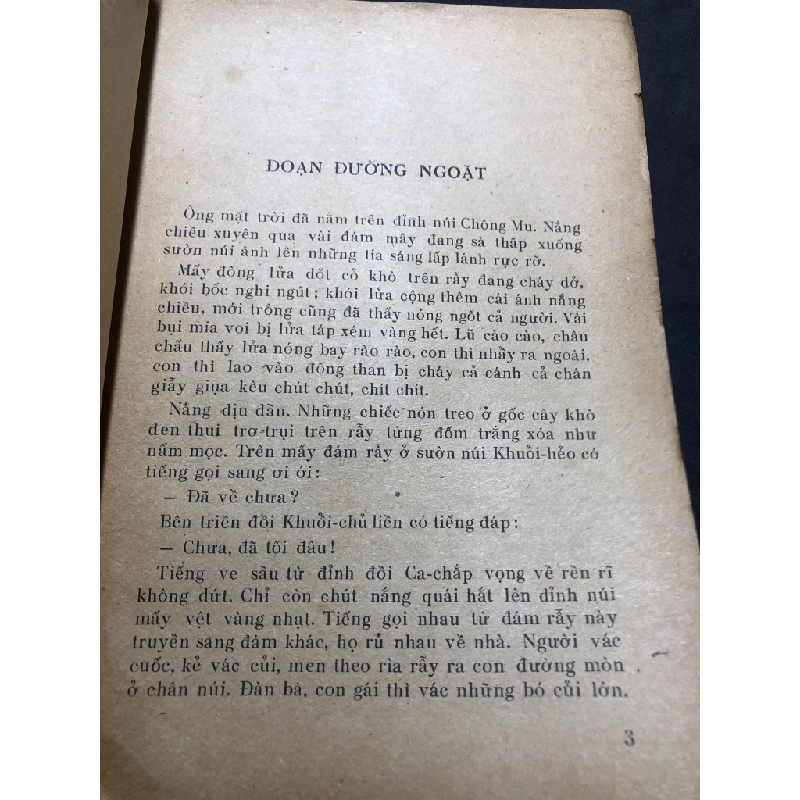 ĐOẠN ĐƯỜNG NGOẶT
Ông mặt trời đã nằm trên đỉnh núi Chông Mu. Nắng
chiều xuyên qua vài đám mây đang sà thấp xuống
sườn núi ánh lên những tia sáng lấp lánh rực rỡ.
Mấy đống lửa đốt cỏ khô trên rẫy đang cháy dở,
khói bốc nghi ngút; khói lửa cộng thêm cái ánh nắng
chiều, mới trông cũng đã thấy nóng ngốt cả người. Vài
bụi mía voi bị lửa táp xém vàng hết. Lũ cào cào, châu
chấu thấy lửa nóng bay rào rào, con thì nhảy ra ngoài,
con thì lao vào đống than bị cháy cả cánh cả chân
giẫy giụa kêu chút chút, chít chít.
Nắng dịu dần. Những chiếc nón treo ở gốc cây khô
đen thui trơ trụi trên rẫy từng đốm trắng xóa như
nấm mọc. Trên mấy đám rẫy ở sườn núi Khuổi-hẻo có
tiếng gọi sang ơi ới:
— Đã về chưa?
Bên triền đồi Khuổi-chủ liền có tiếng đáp:
— Chưa, đã tối đâu!
Tiếng ve sầu từ đỉnh đồi Ca-chắp vọng về rền rĩ
không dứt. Chỉ còn chút nắng quái hắt lên đỉnh núi
mấy vệt vàng nhạt. Tiếng gọi nhau từ đám rẫy này
truyền sang đám khác, họ rủ nhau về nhà. Người vác
cuốc, kẻ vác củi, men theo rìa rẫy ra con đường mòn
ở chân núi. Đàn bà, con gái thì vác những bó củi lớn.
3